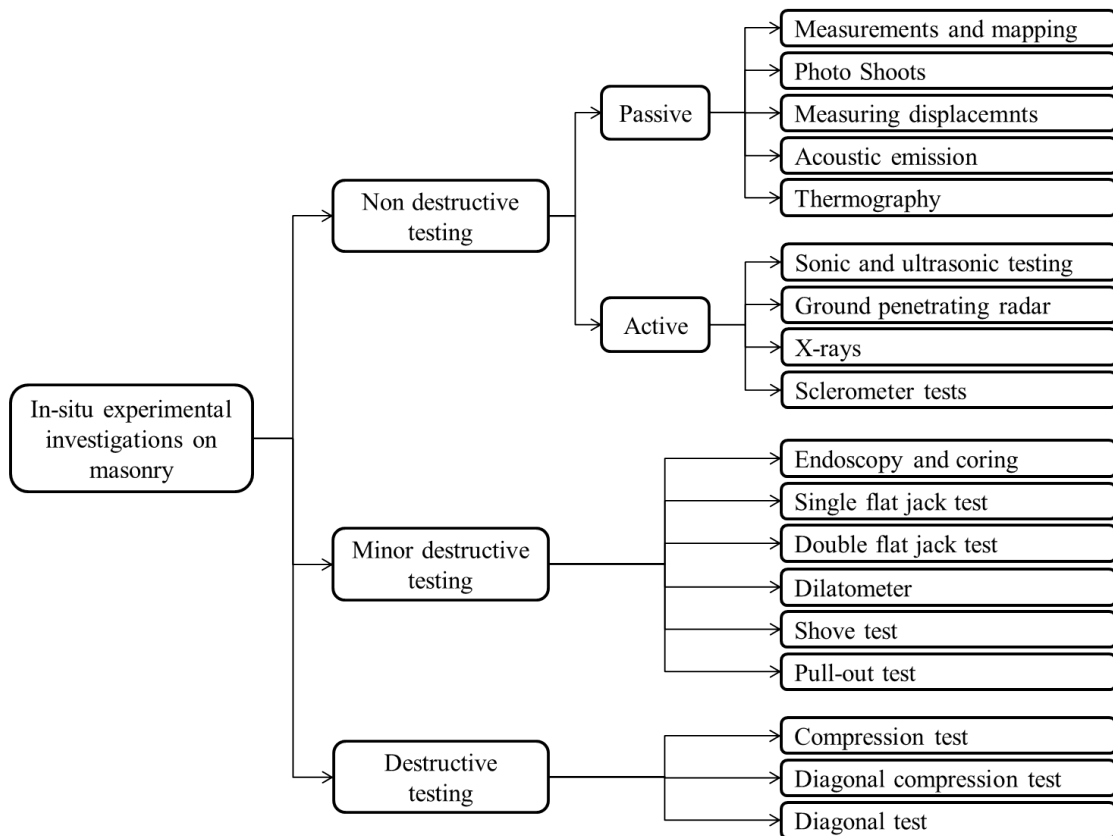 In-situ experimental
investigations on
masonry
Non destructive
testing
Passive
Measurements and mapping
Photo Shoots
Measuring displacemnts
Acoustic emission
Thermography
Active
Sonic and ultrasonic testing
Ground penetrating radar
X-rays
Sclerometer tests
Minor destructive
testing
Endoscopy and coring
Single flat jack test
Double flat jack test
Dilatometer
Shove test
Pull-out test
Destructive
testing
Compression test
Diagonal compression test
Diagonal test